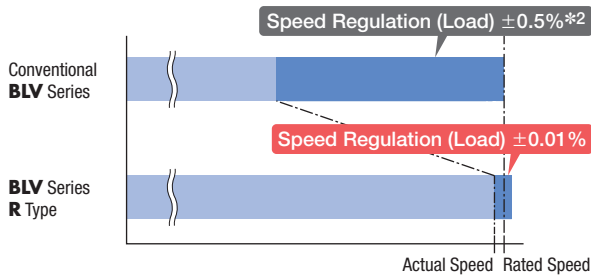 Speed Regulation (Load) ±0.5%*2
Conventional
BLV Series
Speed Regulation (Load) ±0.01%
BLV Series
R Type
Actual Speed
Rated Speed